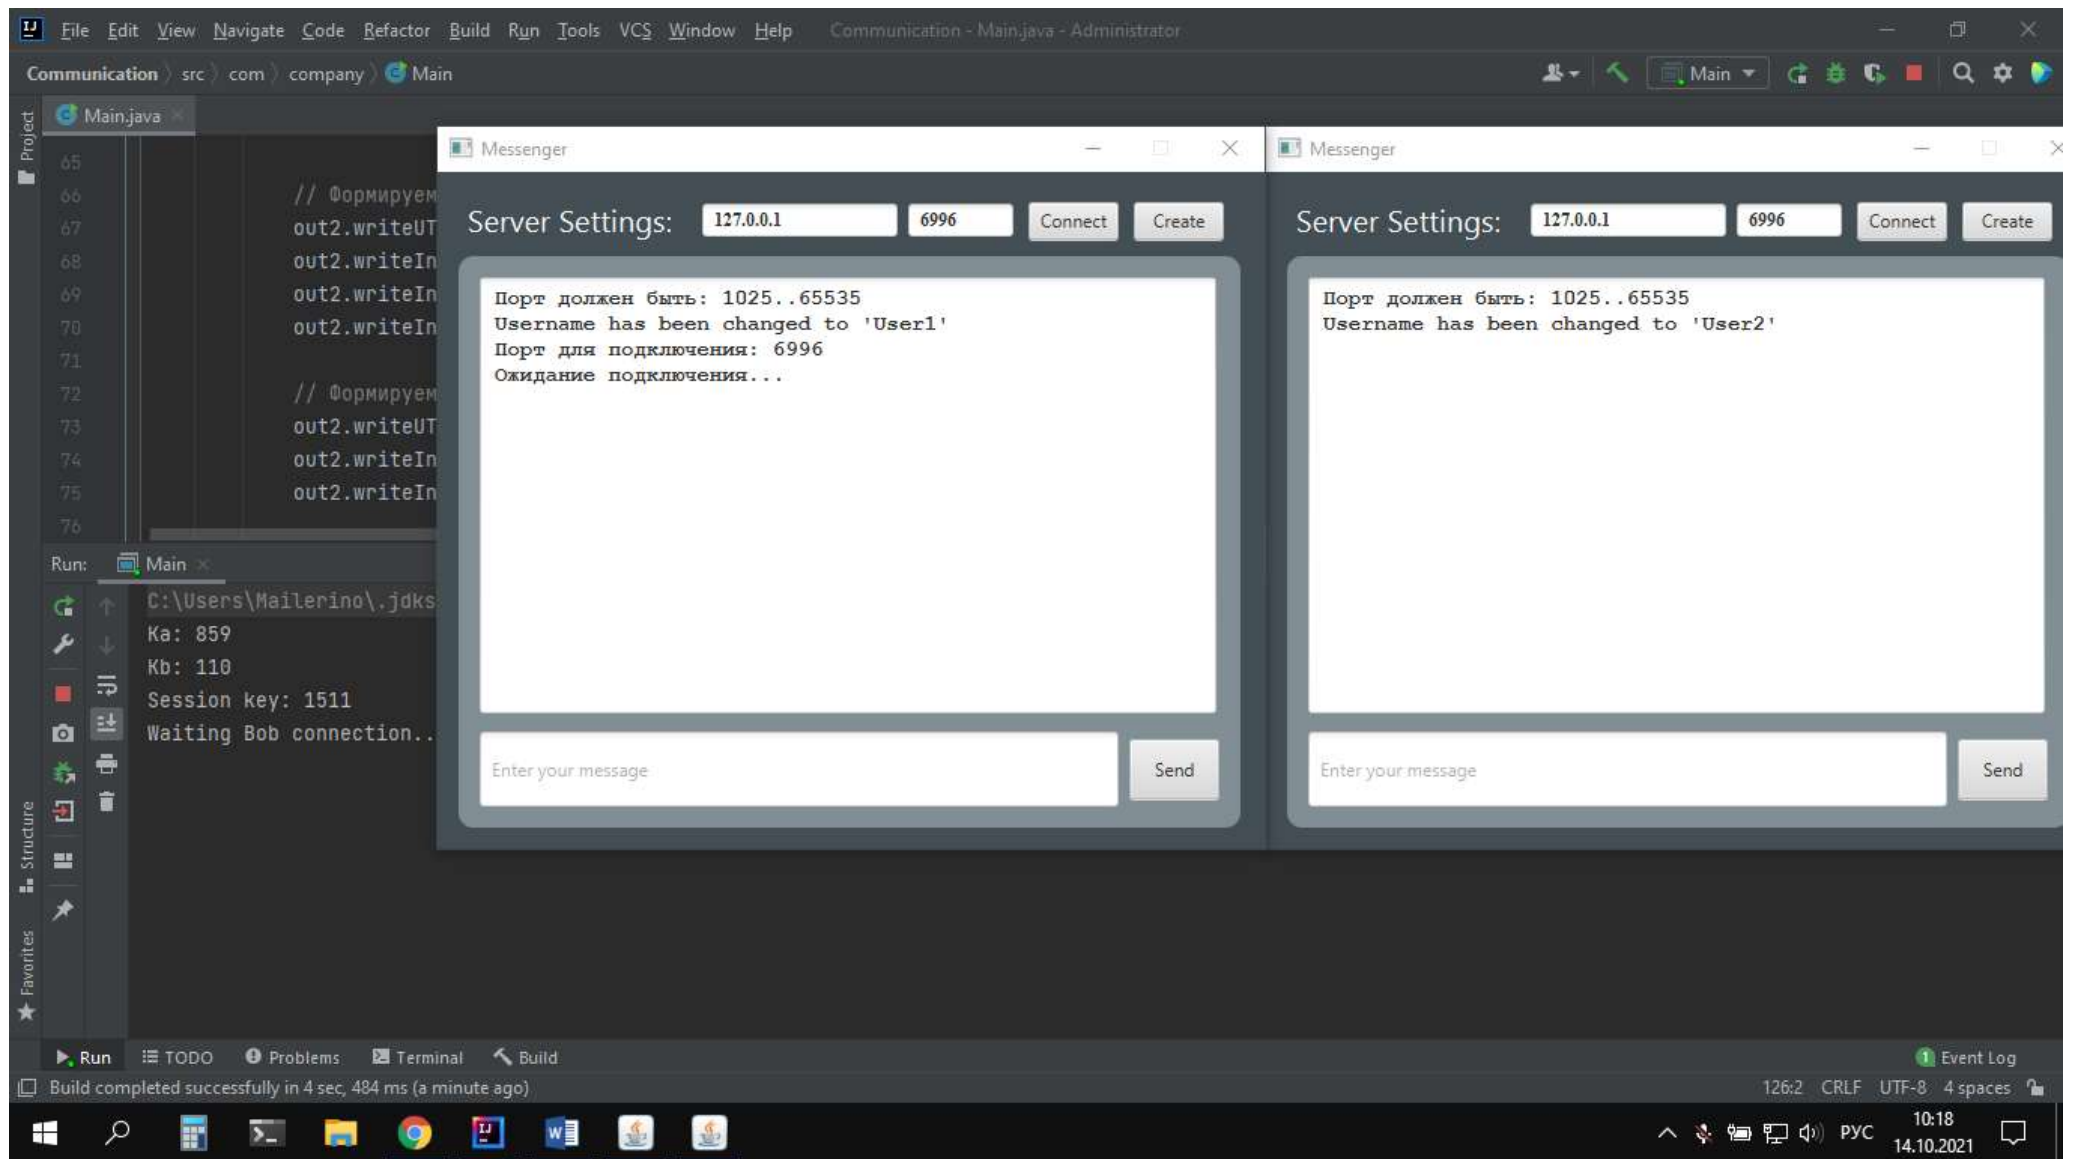 File Edit View Navigate Code Refactor Build Run Tools VCS Window Help Communication - Main.java - Administrator
Communication src com company Main
Main
Project
Main.java
65
66 // Формируем
67 out2.writeUT
68 out2.writeIn
69 out2.writeIn
70 out2.writeIn
71
72 // Формируем
73 out2.writeUT
74 out2.writeIn
75 out2.writeIn
76
Messenger
Server Settings: 127.0.0.1 6996 Connect Create
Порт должен быть: 1025..65535
Username has been changed to 'User1'
Порт для подключения: 6996
Ожидание подключения...
Enter your message Send
Messenger
Server Settings: 127.0.0.1 6996 Connect Create
Порт должен быть: 1025..65535
Username has been changed to 'User2'
Enter your message Send
Run: Main
C:\Users\Mailerino\.jdks
Ka: 859
Kb: 110
Session key: 1511
Waiting Bob connection..
Structure
Favorites
Run TODO Problems Terminal Build
1 Event Log
Build completed successfully in 4 sec, 484 ms (a minute ago)
126:2 CRLF UTF-8 4 spaces
РУС
10:18
14.10.2021